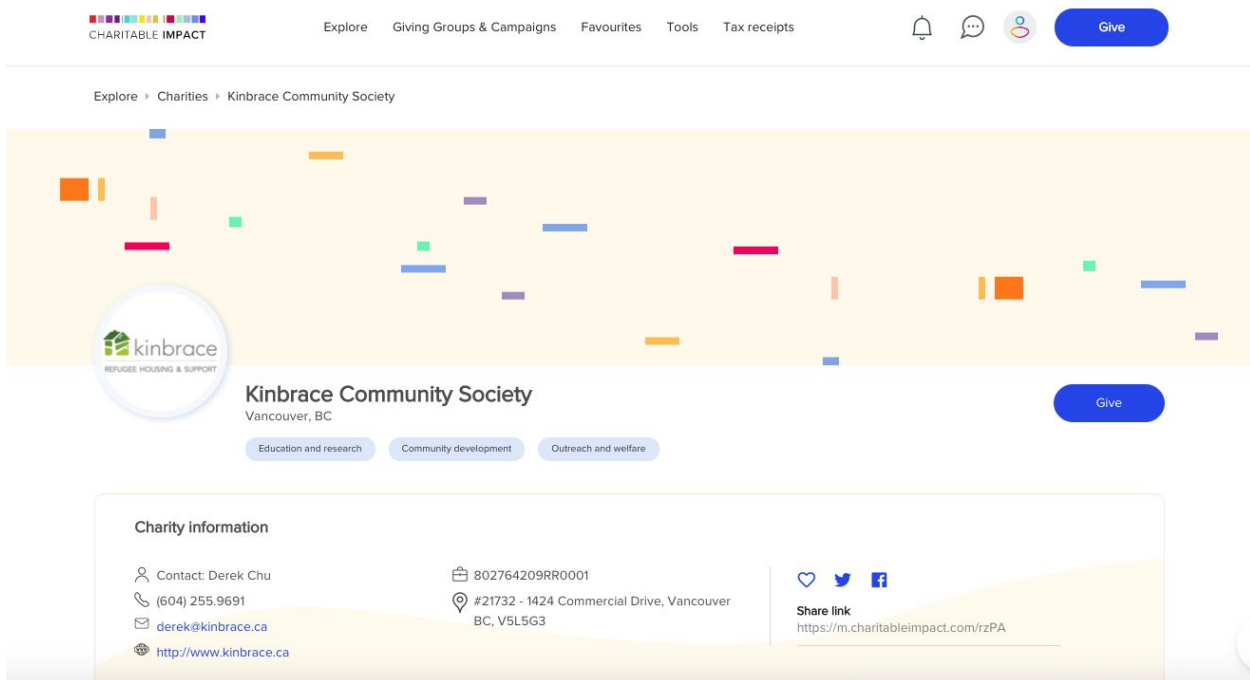 CHARITABLE IMPACT
Explore Giving Groups & Campaigns Favourites Tools Tax receipts Give
Explore Charities Kinbrace Community Society
kinbrace
REFUGEE HOUSING & SUPPORT
Kinbrace Community Society
Vancouver, BC
Give
Education and research Community development Outreach and welfare
Charity information
Contact: Derek Chu
(604) 255.9691
derek@kinbrace.ca
http://www.kinbrace.ca
802764209RR0001
#21732 - 1424 Commercial Drive, Vancouver
BC, V5L5G3
Share link
https://m.charitableimpact.com/rzPA